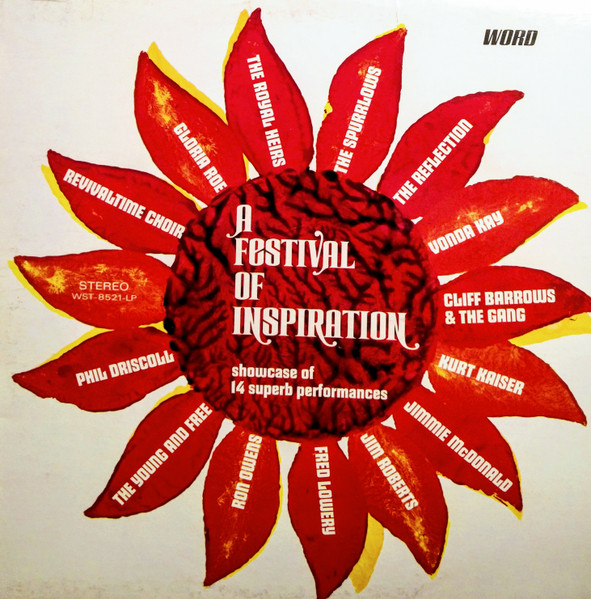 WORD
THE ROYAL HEIRS
THE SPURRLOWS
THE REFLECTION
VONDA KAY
CLIFF BARROWS
& THE GANG
KURT KAISER
JIMMIE McDONALD
JIM ROBERTS
FRED LOWERY
RON OWENS
THE YOUNG AND FREE
PHIL DRISCOLL
STEREO
WST-8521-LP
REVIVALTIME CHOIR
GLORIA ROE
A
FESTIVAL
OF
INSPIRATION
showcase of
14 superb performances